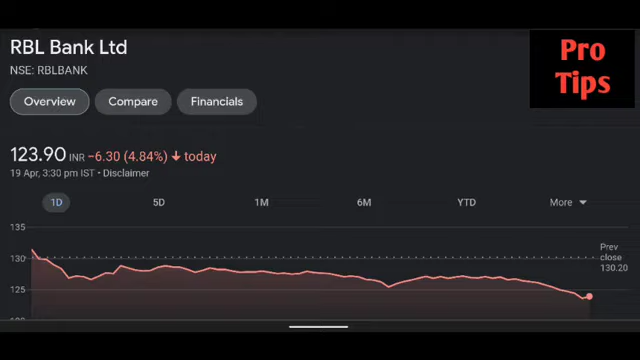 RBL Bank Ltd
NSE: RBLBANK
Pro
Tips
Overview
Compare
Financials
123.90 INR −6.30 (4.84%) ↓ today
19 Apr, 3:30 pm IST • Disclaimer
1D
5D
1M
6M
YTD
More
135
130
125
Prev
close
130.20